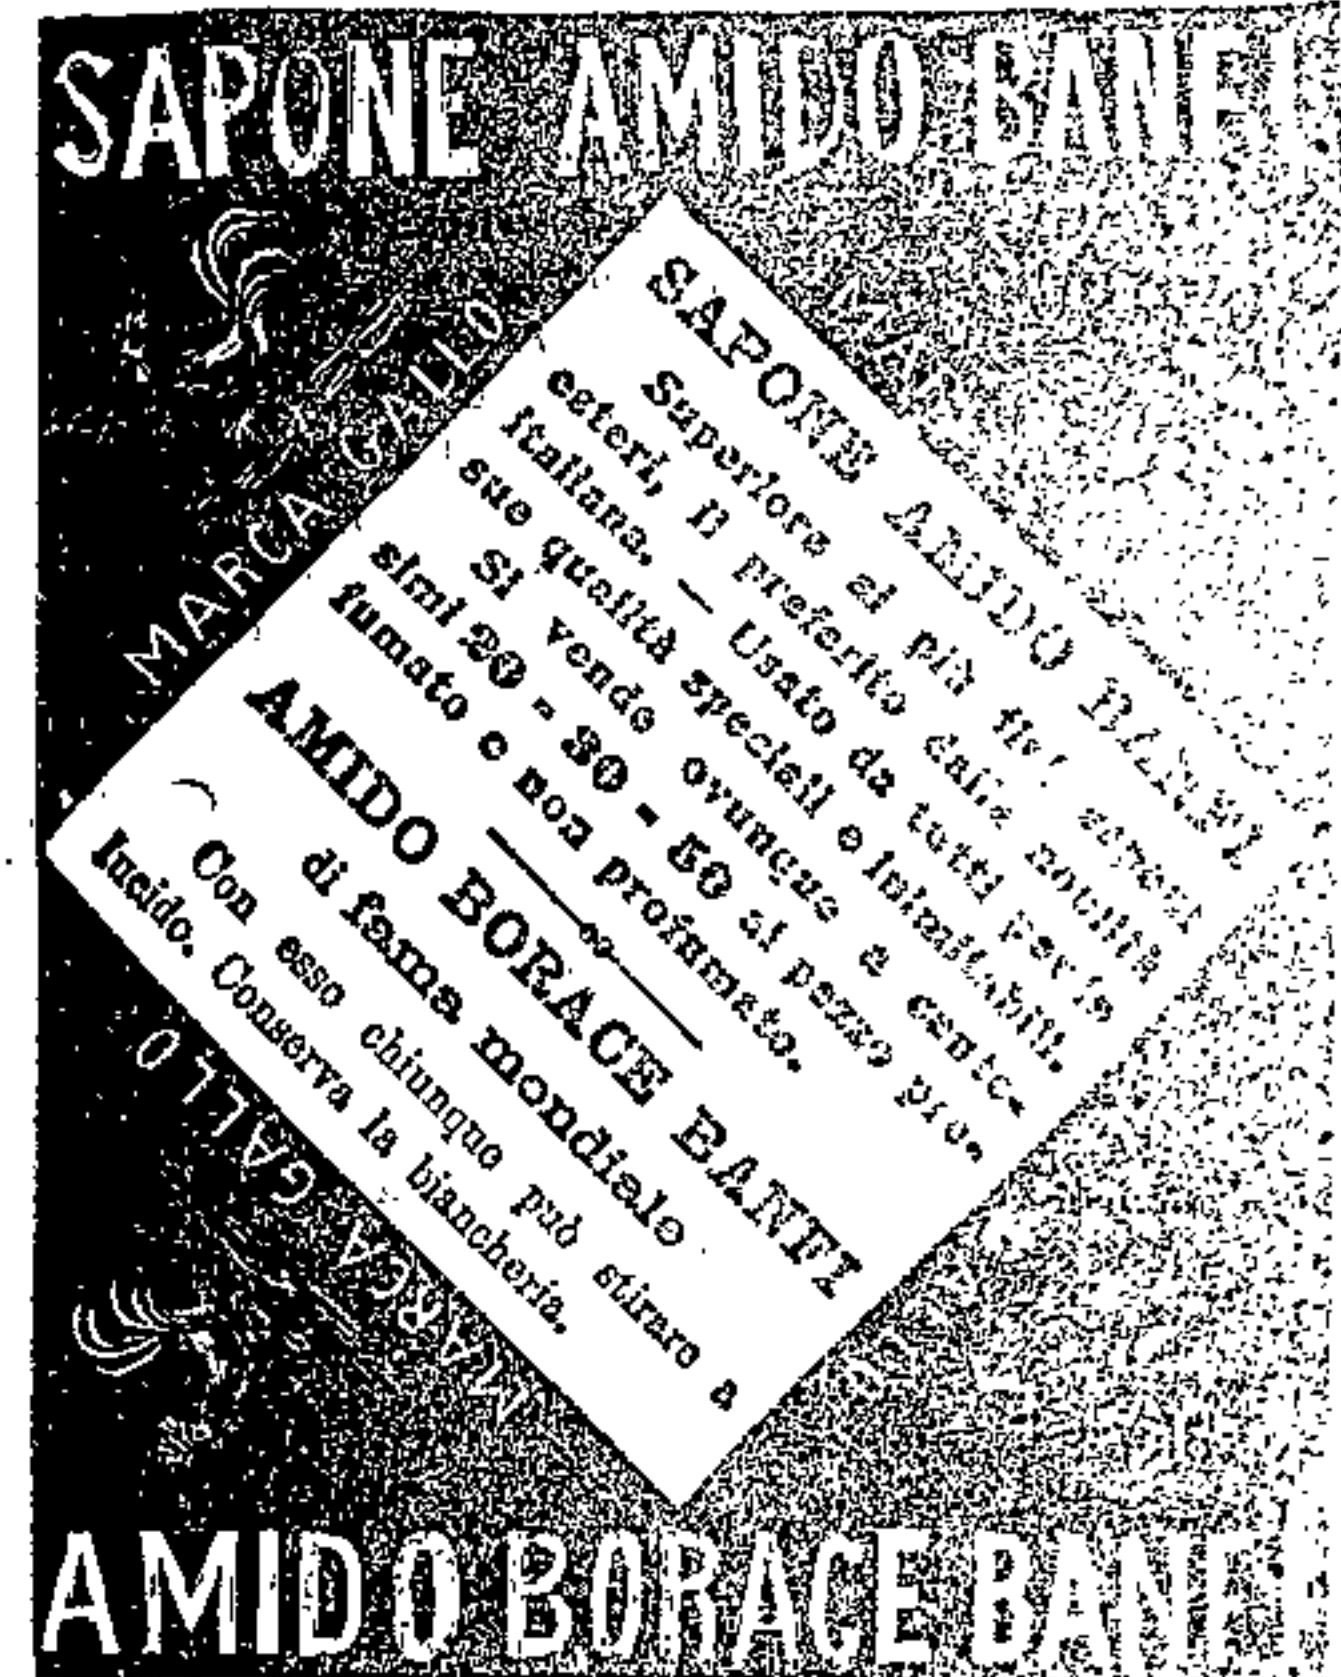 SAPONE AMIDO BANFI
MARCA GALLO
SAPONE AMIDO BANFI
Superiore ai più fini saponi
esteri, il preferito dalla nobiltà
italiana. — Usato da tutti per le
sue qualità speciali e inimitabili.
Si vende ovunque a cente-
simi 20 - 30 - 50 al pezzo pro-
fumato e non profumato.
AMIDO BORACE BANFI
di fama mondiale
Con esso chiunque può stirare a
lucido. Conserva la biancheria.
MARCA GALLO
AMIDO BORACE BANFI